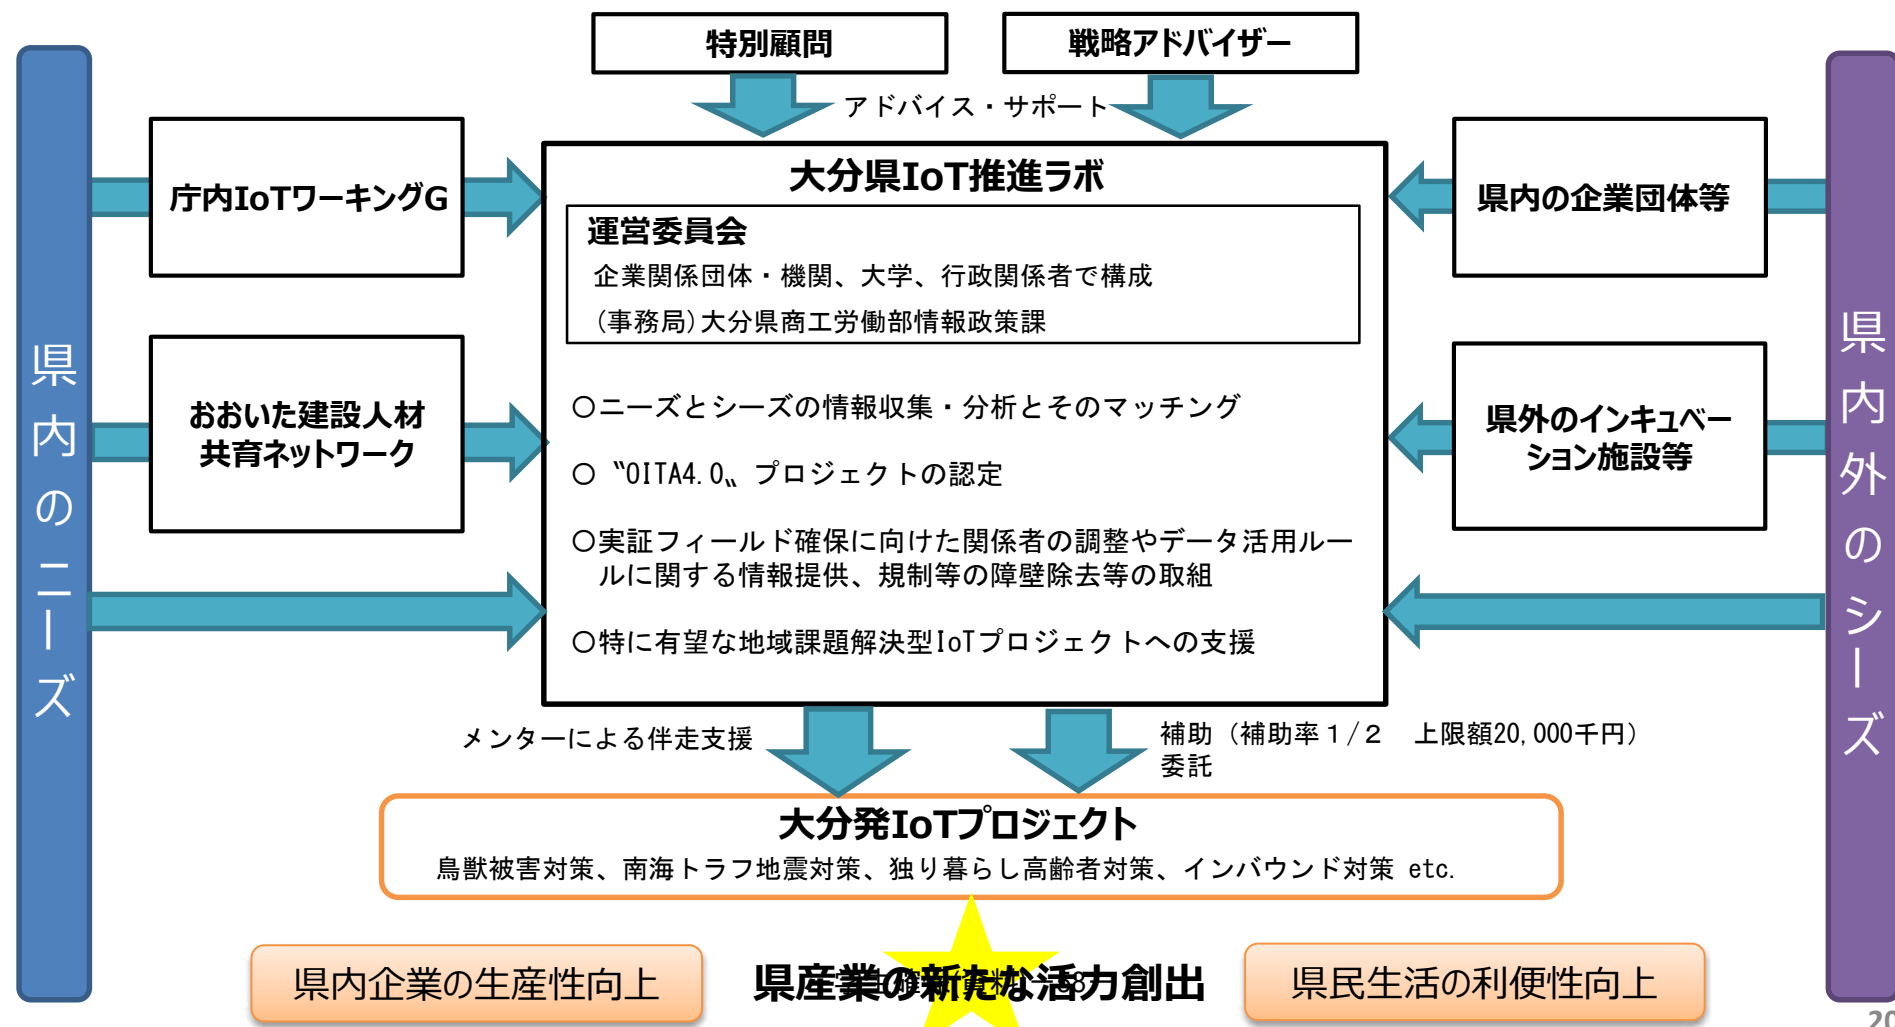 特別顧問
戦略アドバイザー
アドバイス・サポート
県内のニーズ
庁内IoTワーキングG
おおいた建設人材
共育ネットワーク
大分県IoT推進ラボ
運営委員会
企業関係団体・機関、大学、行政関係者で構成
(事務局)大分県商工労働部情報政策課
〇ニーズとシーズの情報収集・分析とそのマッチング
〇〝OITA4.0〟プロジェクトの認定
〇実証フィールド確保に向けた関係者の調整やデータ活用ルー
ルに関する情報提供、規制等の障壁除去等の取組
〇特に有望な地域課題解決型IoTプロジェクトへの支援
県内の企業団体等
県外のインキュベー
ション施設等
県内外のシーズ
メンターによる伴走支援
補助（補助率１/２　上限額20,000千円）
委託
大分発IoTプロジェクト
鳥獣被害対策、南海トラフ地震対策、独り暮らし高齢者対策、インバウンド対策 etc.
県内企業の生産性向上
県産業の新たな活力創出
県民生活の利便性向上
20